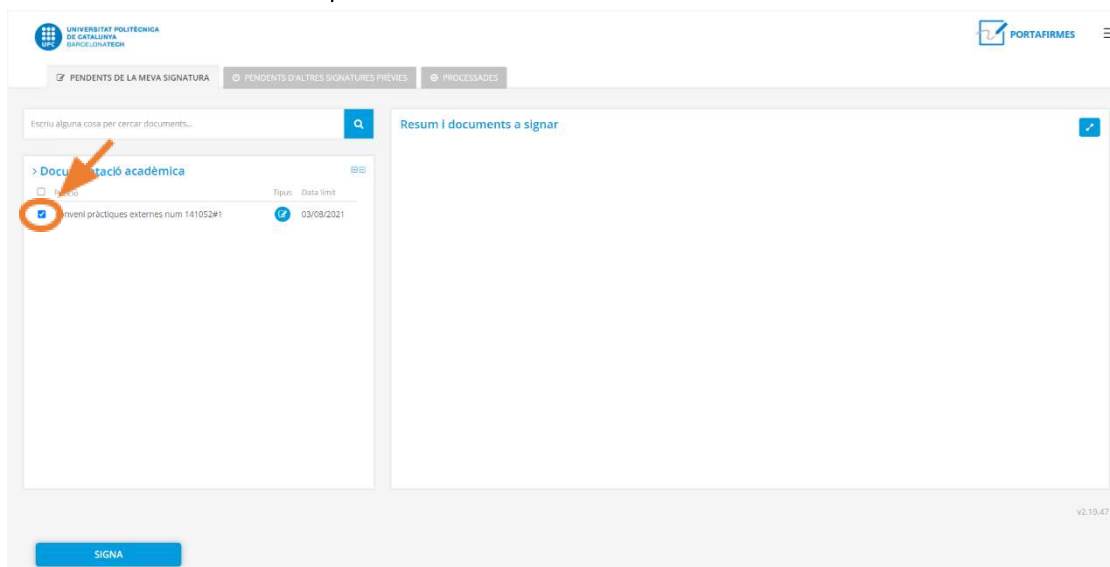 UNIVERSITAT POLITÈCNICA
DE CATALUNYA
BARCELONATECH
UPC
PORTAFIRMES
PENDENTS DE LA MEVA SIGNATURA
PENDENTS D'ALTRES SIGNATURES PRÈVIES
PROCESSADES
Escriu alguna cosa per cercar documents...
Resum i documents a signar
> Documentació acadèmica
Tipus Data límit
conveni pràctiques externes num 141052#1 03/08/2021
v2.19.47
SIGNA